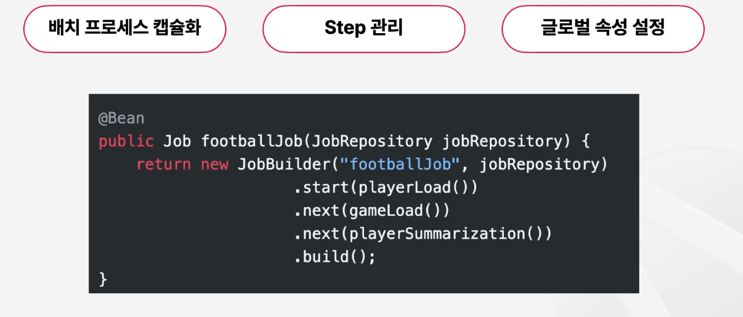 배치 프로세스 캡슐화
Step 관리
글로벌 속성 설정
@Bean
public Job footballJob(JobRepository jobRepository) {
    return new JobBuilder("footballJob", jobRepository)
                     .start(playerLoad())
                     .next(gameLoad())
                     .next(playerSummarization())
                     .build();
}